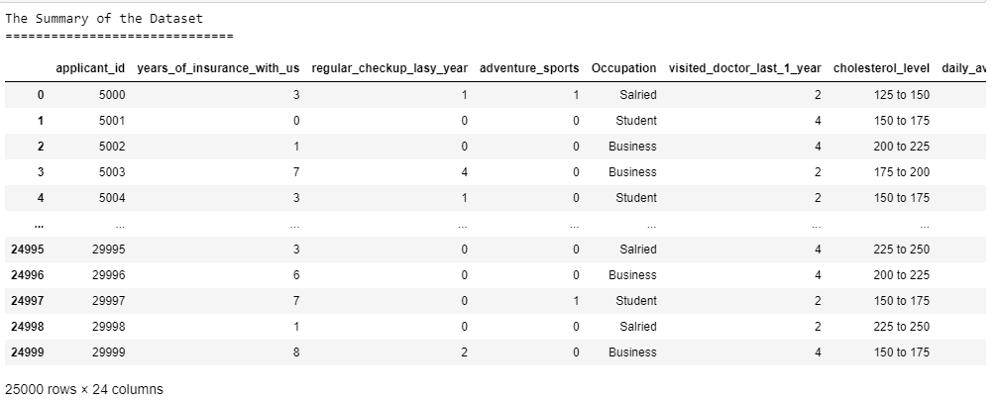 The Summary of the Dataset
==============================
applicant_id years_of_insurance_with_us regular_checkup_lasy_year adventure_sports Occupation visited_doctor_last_1_year cholesterol_level daily_av
0 5000 3 1 1 Salried 2 125 to 150
1 5001 0 0 0 Student 4 150 to 175
2 5002 1 0 0 Business 4 200 to 225
3 5003 7 4 0 Business 2 175 to 200
4 5004 3 1 0 Student 2 150 to 175
... ... ... ... ... ... ... ...
24995 29995 3 0 0 Salried 4 225 to 250
24996 29996 6 0 0 Business 4 200 to 225
24997 29997 7 0 1 Student 2 150 to 175
24998 29998 1 0 0 Salried 2 225 to 250
24999 29999 8 2 0 Business 4 150 to 175
25000 rows × 24 columns